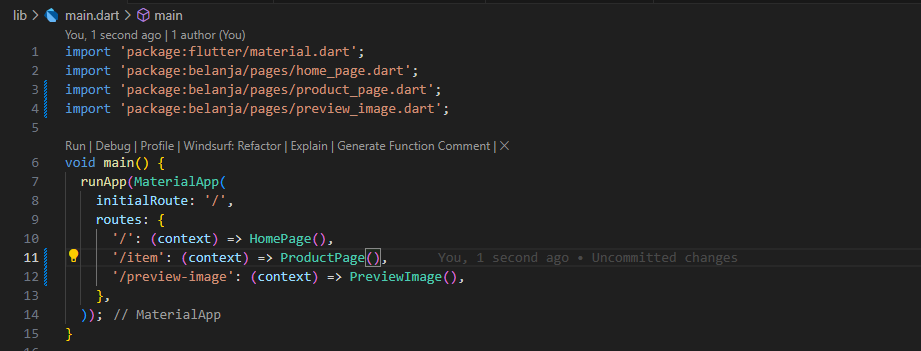 lib > main.dart > main
You, 1 second ago | 1 author (You)
1 import 'package:flutter/material.dart';
2 import 'package:belanja/pages/home_page.dart';
3 import 'package:belanja/pages/product_page.dart';
4 import 'package:belanja/pages/preview_image.dart';
5
Run | Debug | Profile | Windsurf: Refactor | Explain | Generate Function Comment | X
6 void main() {
7   runApp(MaterialApp(
8     initialRoute: '/',
9     routes: {
10       '/': (context) => HomePage(),
11       '/item': (context) => ProductPage(), You, 1 second ago • Uncommitted changes
12       '/preview-image': (context) => PreviewImage(),
13     },
14   )); // MaterialApp
15 }
16